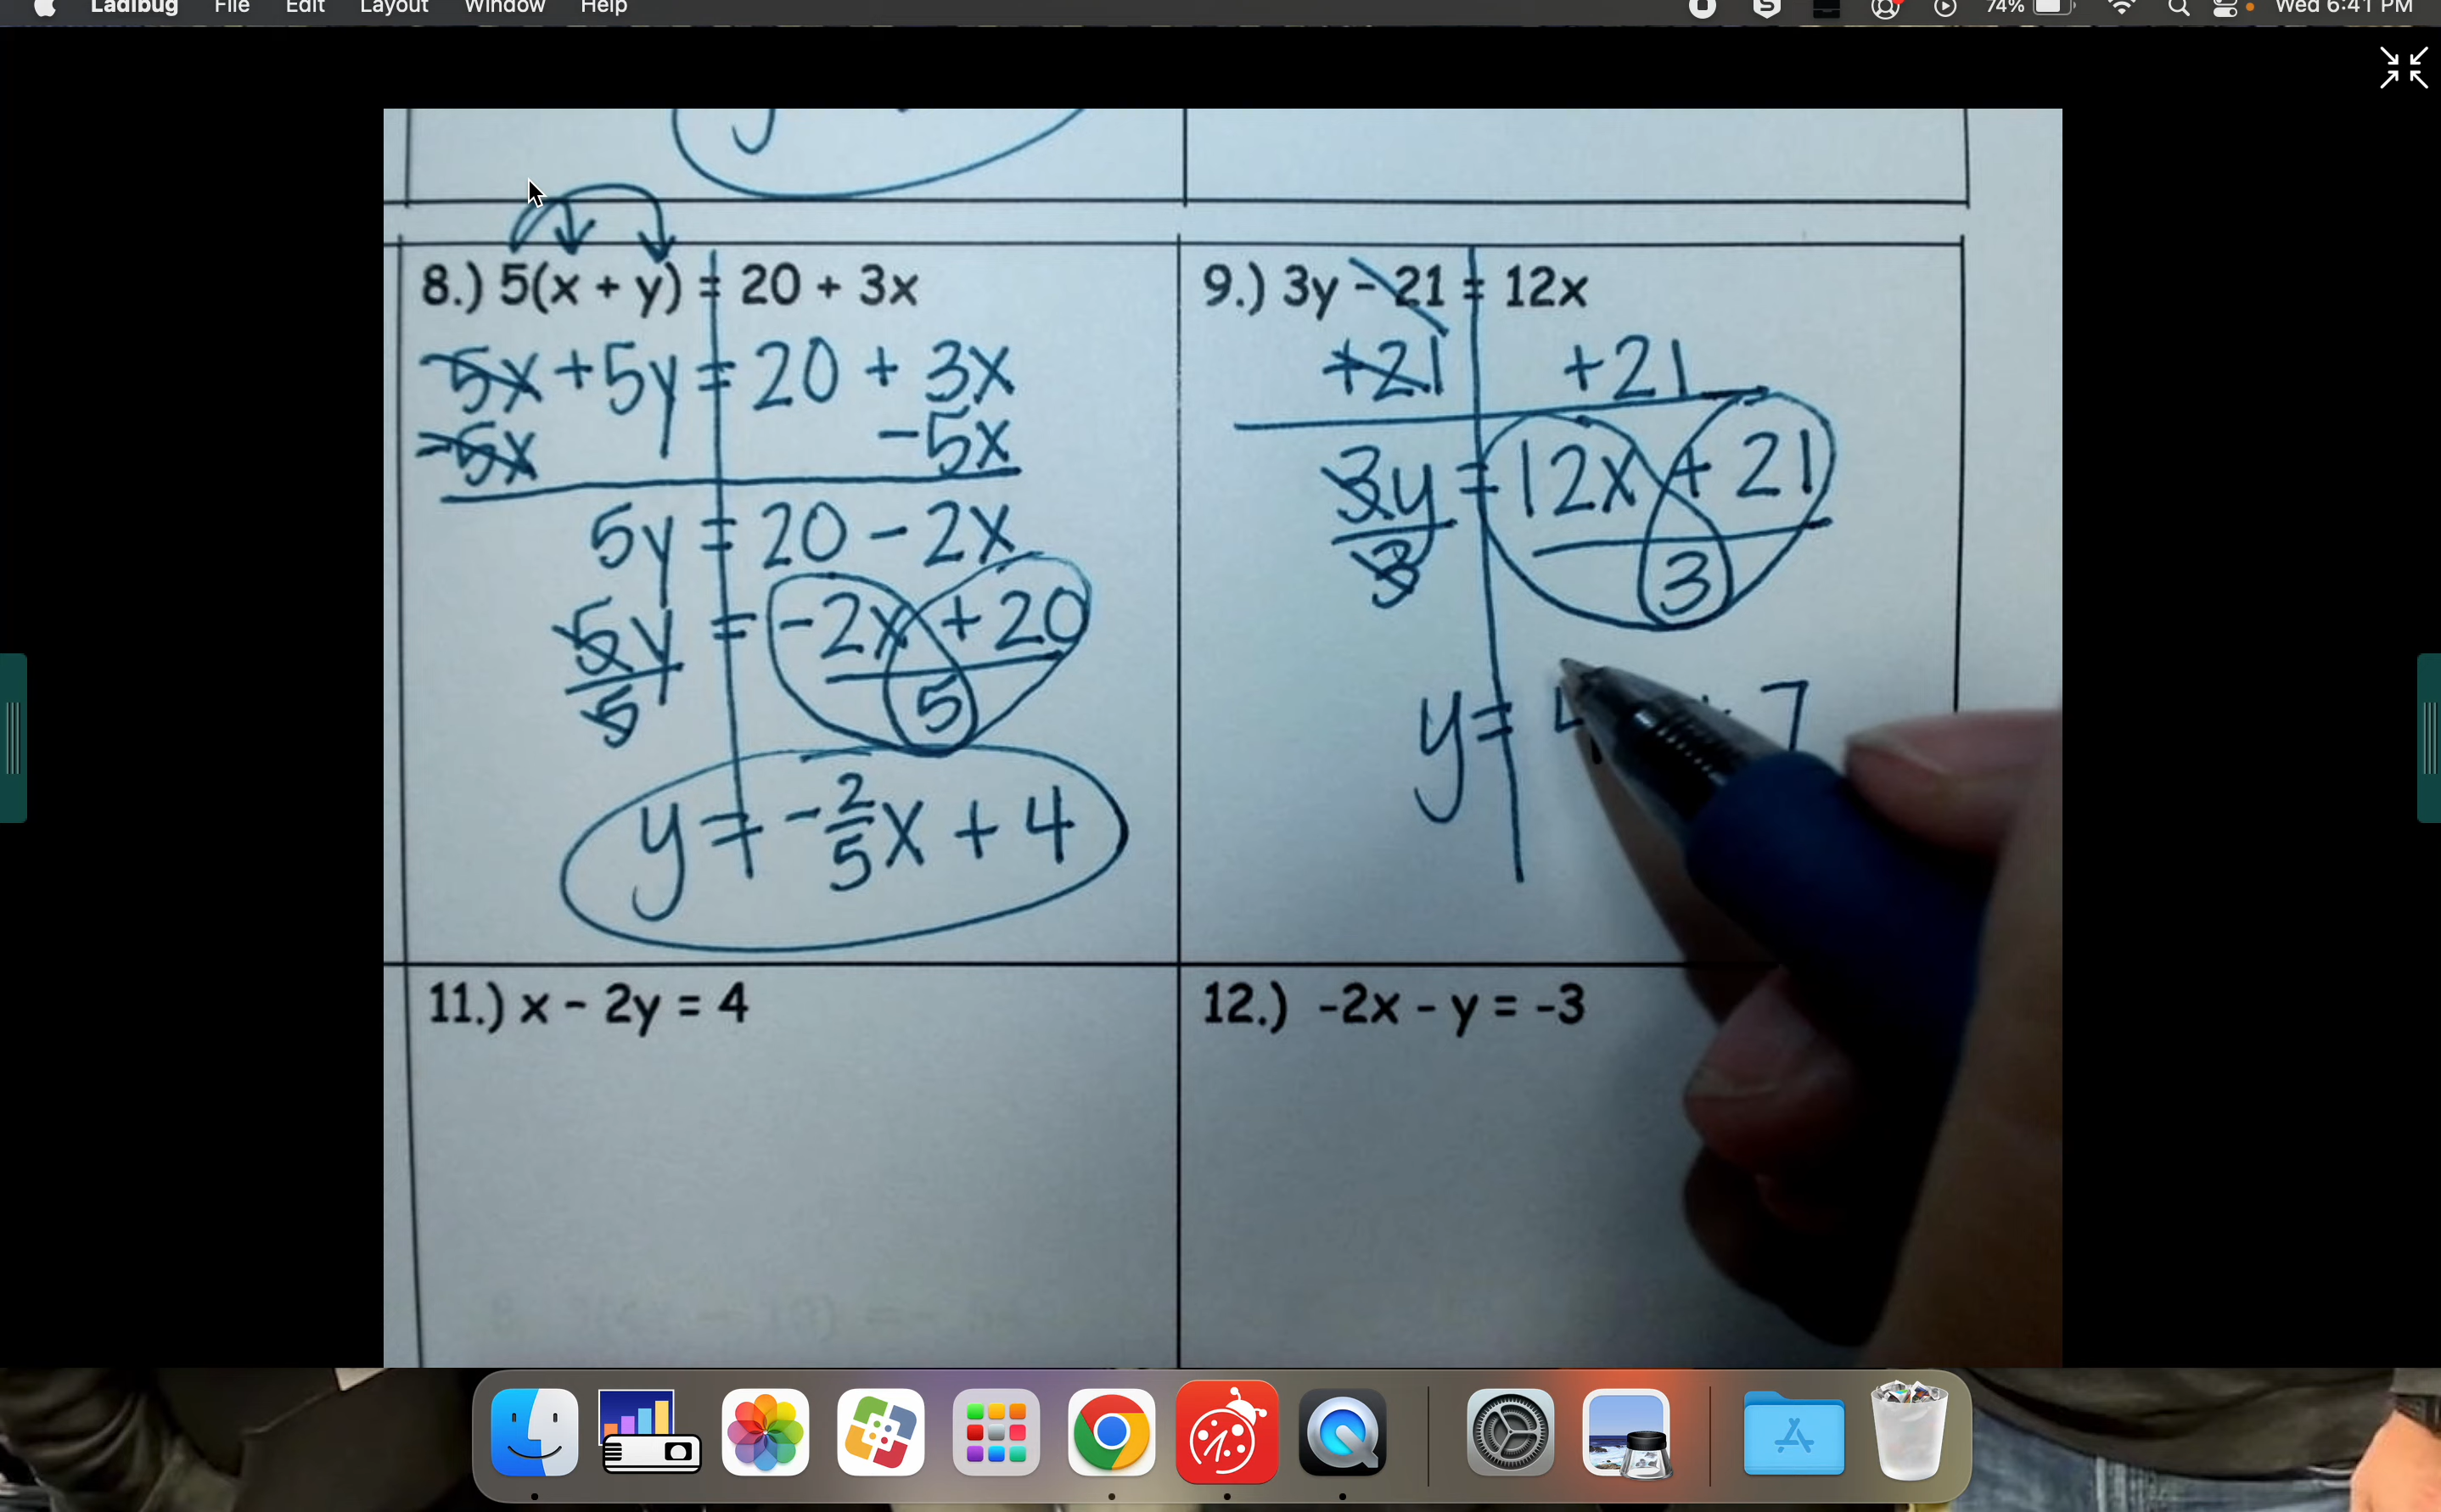 Ladibug File Edit Layout Window Help 74% Wed 6:41 PM
8.) 5(x + y) = 20 + 3x
5x + 5y = 20 + 3x
-5x -5x
5y = 20 - 2x
5y = -2x + 20
5 5
y = -2/5x + 4
9.) 3y - 21 = 12x
+21 +21
3y = 12x + 21
3 3
y = 7
11.) x - 2y = 4
12.) -2x - y = -3